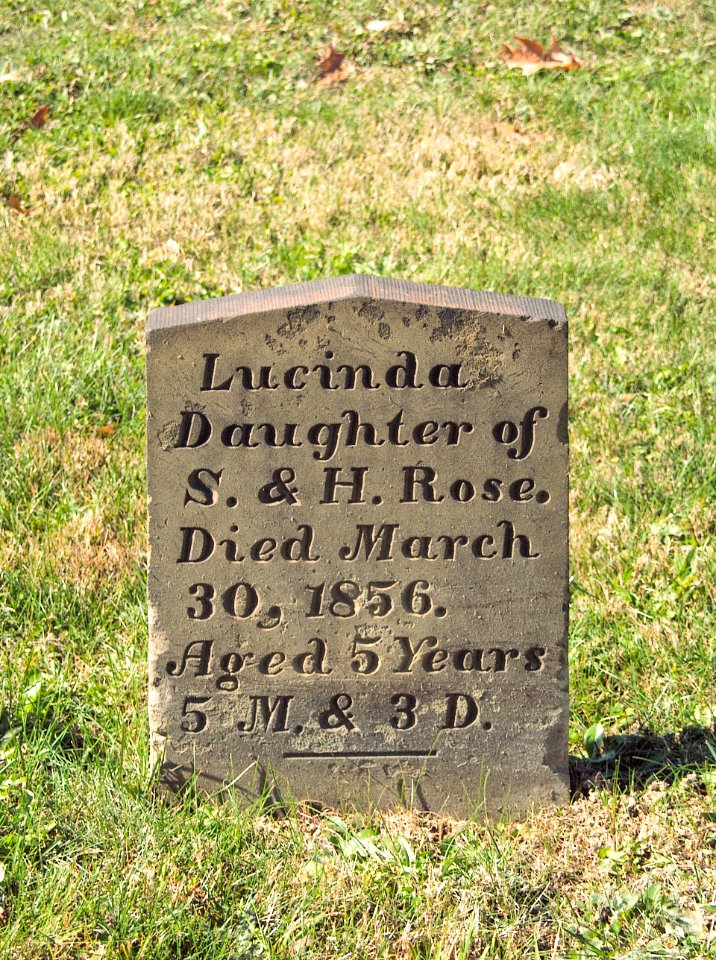 Lucinda
Daughter of
S. & H. Rose.
Died March
30, 1856.
Aged 5 Years
5 M. & 3 D.